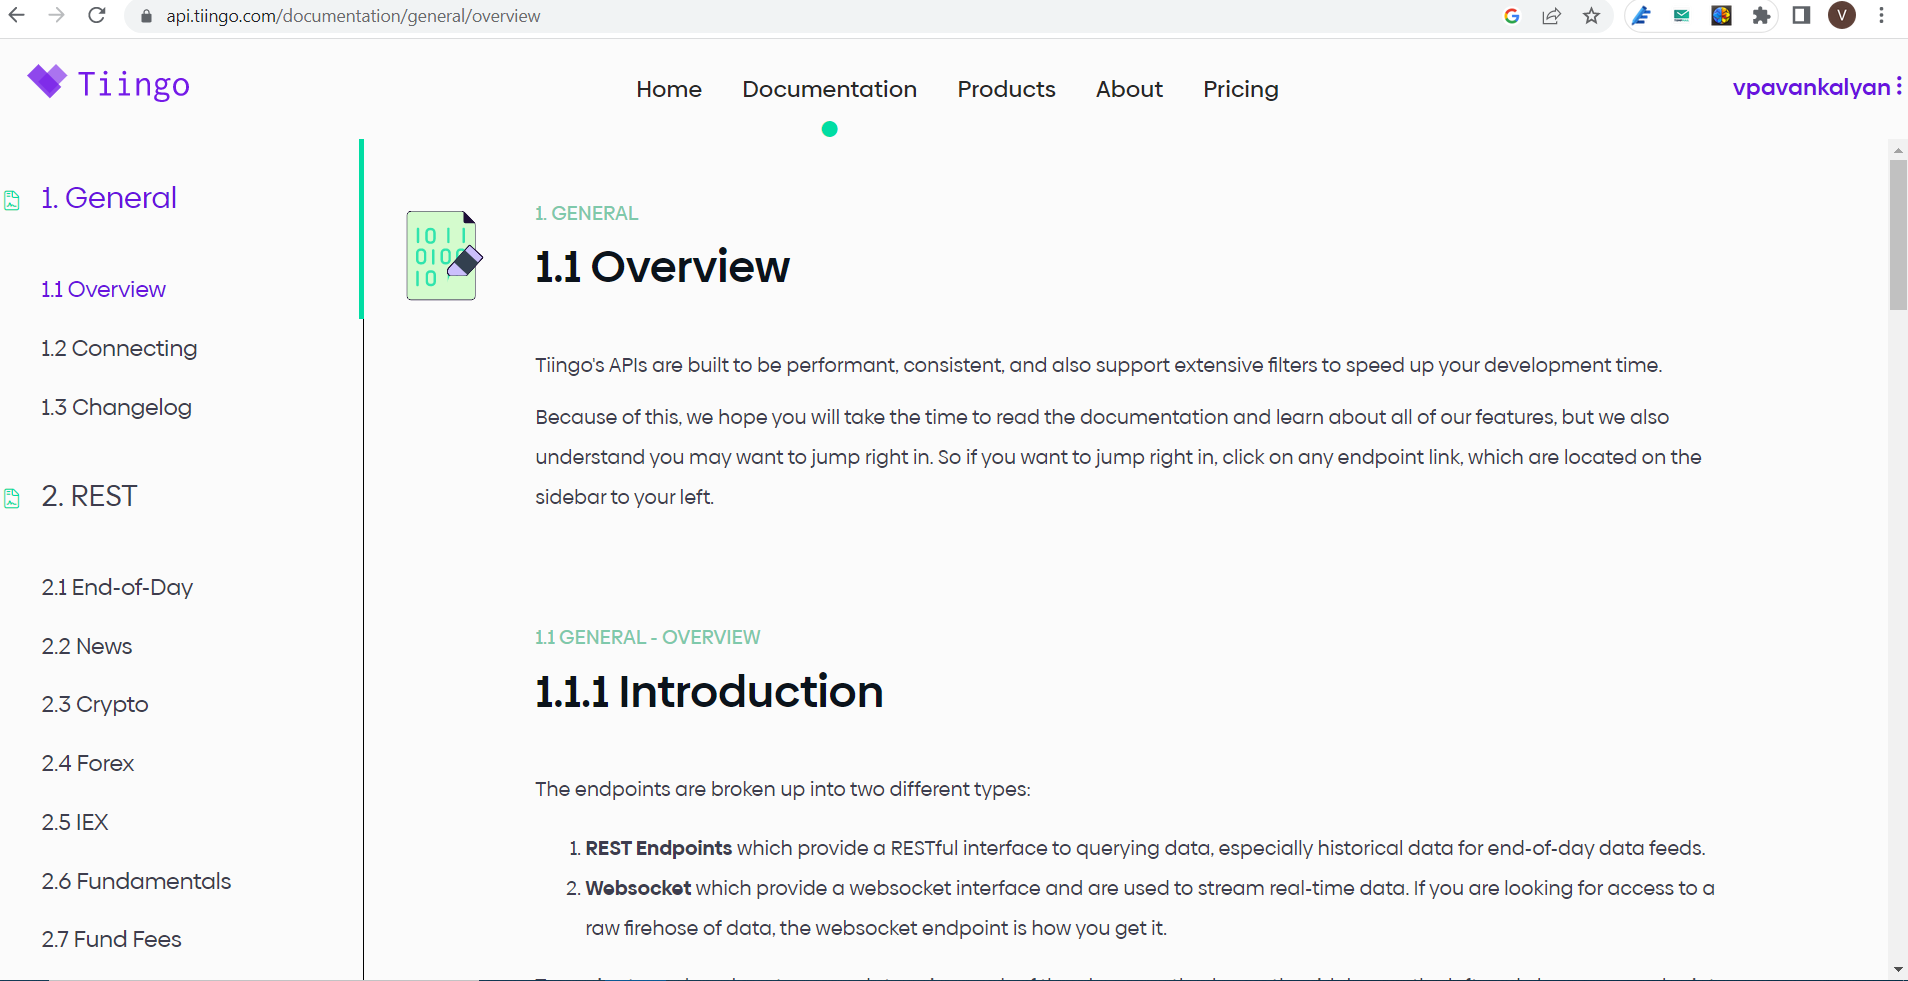 api.tiingo.com/documentation/general/overview
V
Tiingo
Home Documentation Products About Pricing
vpavankalyan
1. General
1.1 Overview
1.2 Connecting
1.3 Changelog
2. REST
2.1 End-of-Day
2.2 News
2.3 Crypto
2.4 Forex
2.5 IEX
2.6 Fundamentals
2.7 Fund Fees
1011
0100
10
1. GENERAL
1.1 Overview
Tiingo's APIs are built to be performant, consistent, and also support extensive filters to speed up your development time.
Because of this, we hope you will take the time to read the documentation and learn about all of our features, but we also
understand you may want to jump right in. So if you want to jump right in, click on any endpoint link, which are located on the
sidebar to your left.
1.1 GENERAL - OVERVIEW
1.1.1 Introduction
The endpoints are broken up into two different types:
1. REST Endpoints which provide a RESTful interface to querying data, especially historical data for end-of-day data feeds.
2. Websocket which provide a websocket interface and are used to stream real-time data. If you are looking for access to a
raw firehose of data, the websocket endpoint is how you get it.